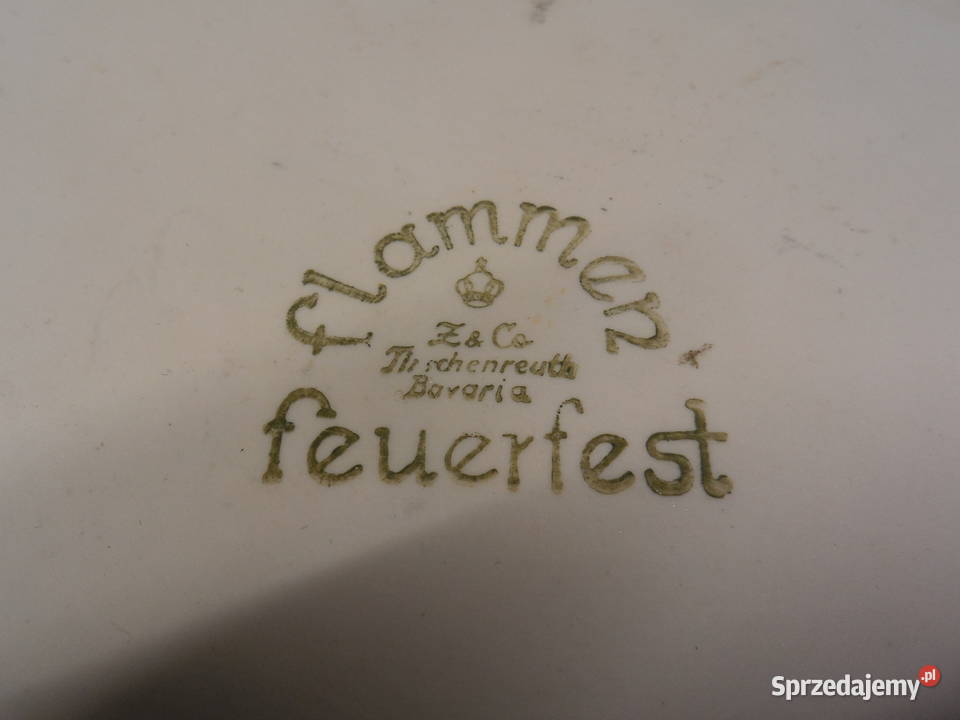 flammen
Z & Co
Tirschenreuth
Bavaria
feuerfest
Sprzedajemy.pl